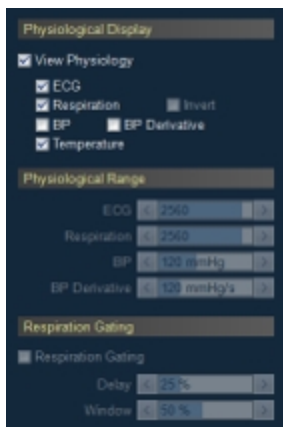 Physiological Display
View Physiology
ECG
Respiration Invert
BP BP Derivative
Temperature
Physiological Range
ECG < 2560 >
Respiration < 2560 >
BP < 120 mmHg >
BP Derivative < 120 mmHg/s >
Respiration Gating
Respiration Gating
Delay < 25 % >
Window < 50 % >